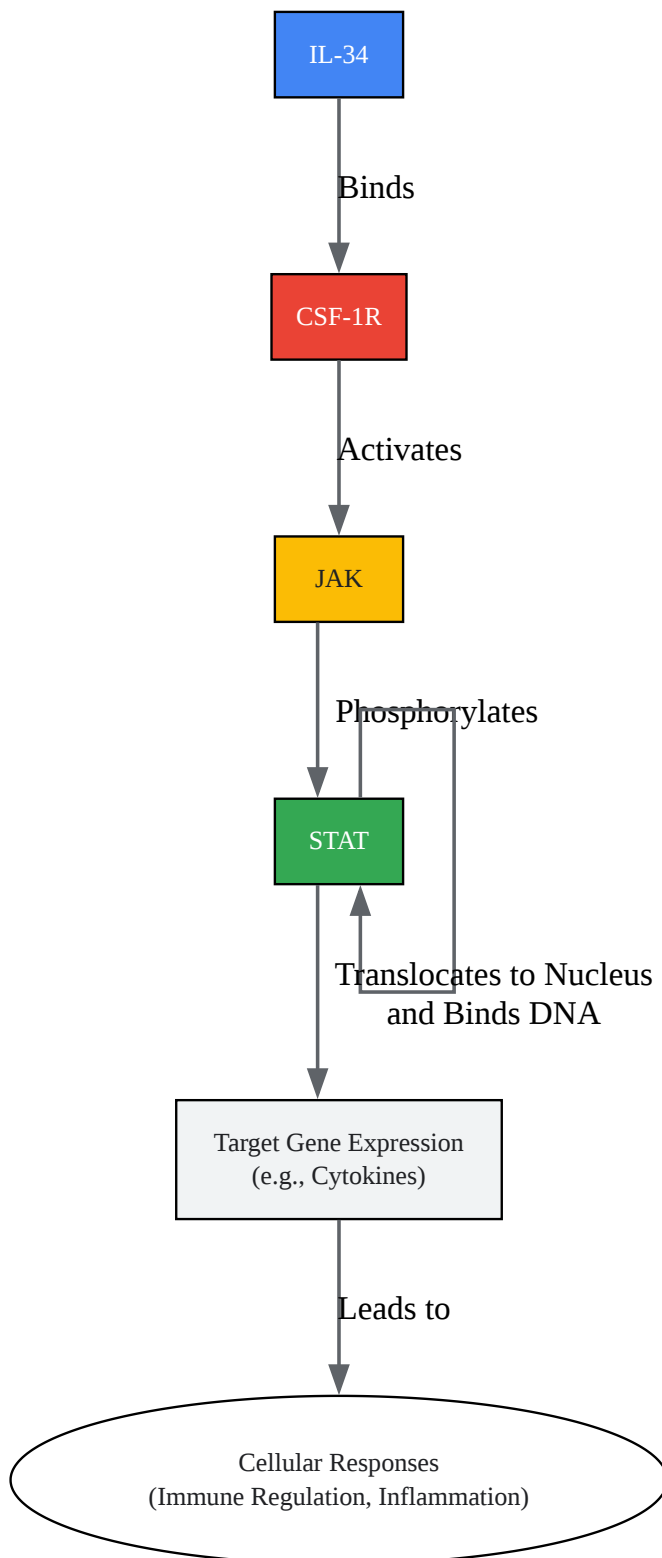 IL-34
Binds
CSF-1R
Activates
JAK
Phosphorylates
STAT
Translocates to Nucleus
and Binds DNA
Target Gene Expression
(e.g., Cytokines)
Leads to
Cellular Responses
(Immune Regulation, Inflammation)